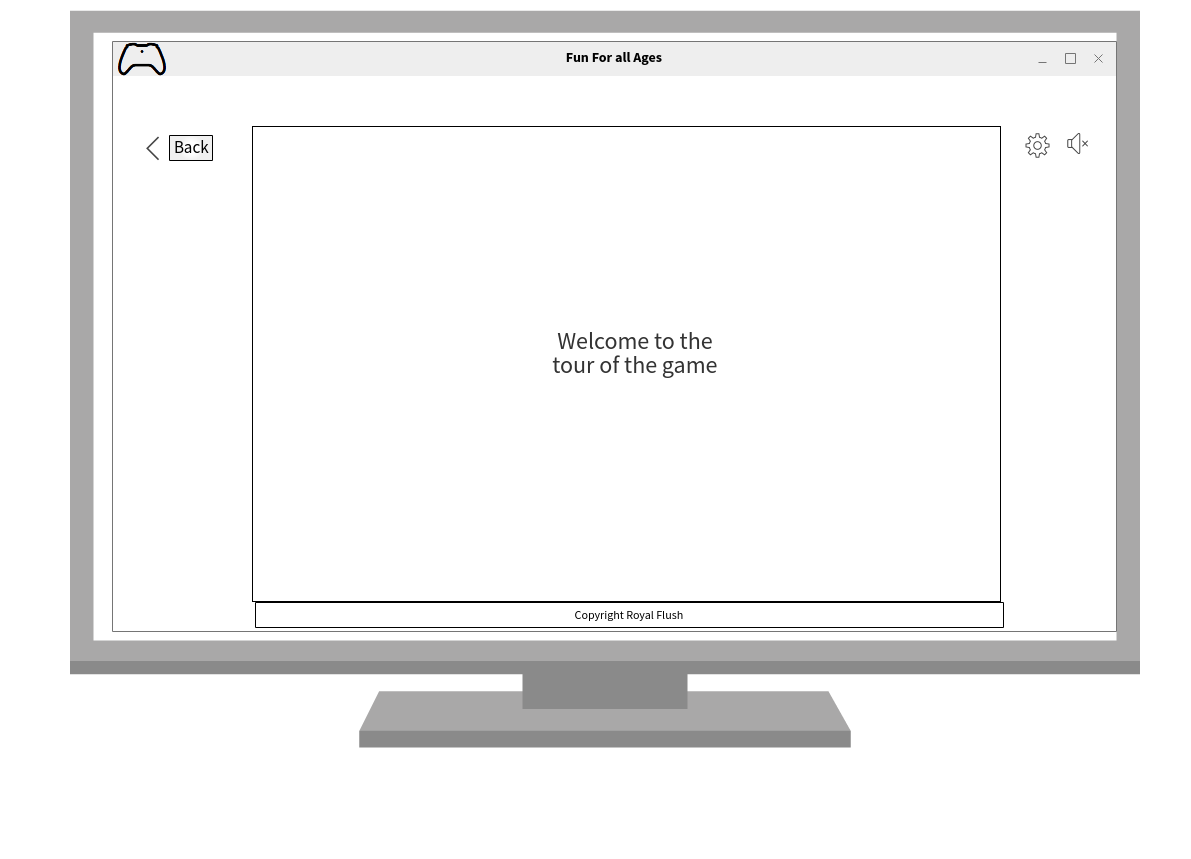 Fun For all Ages
Back
Welcome to the
tour of the game
Copyright Royal Flush